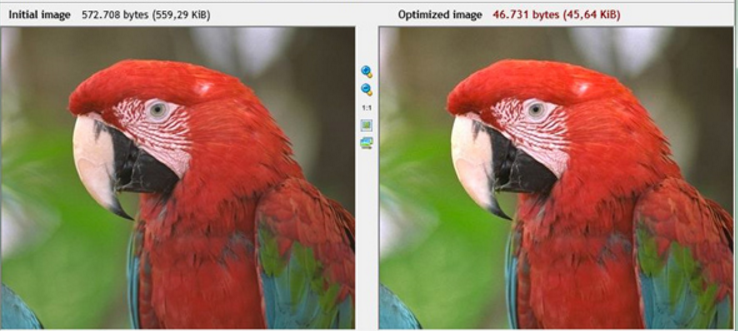 Initial image 572.708 bytes (559,29 KiB)
Optimized image 46.731 bytes (45,64 KiB)
1:1